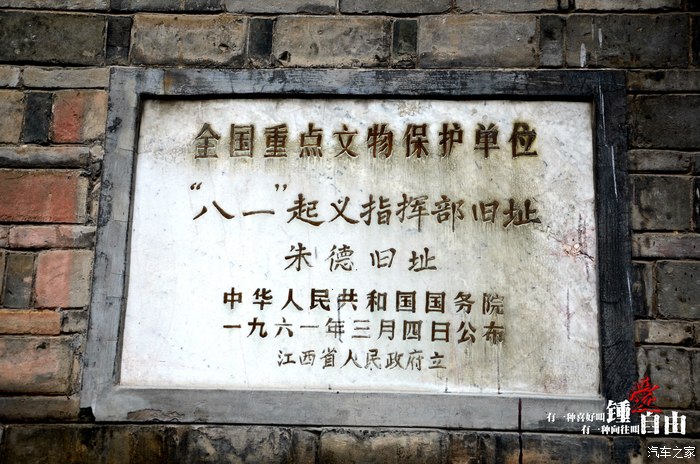 全国重点文物保护单位
“八一”起义指挥部旧址
朱德旧址
中华人民共和国国务院
一九六一年三月四日公布
江西省人民政府立
有一种喜好叫 鍾愛
有一种向往叫 自由
汽车之家